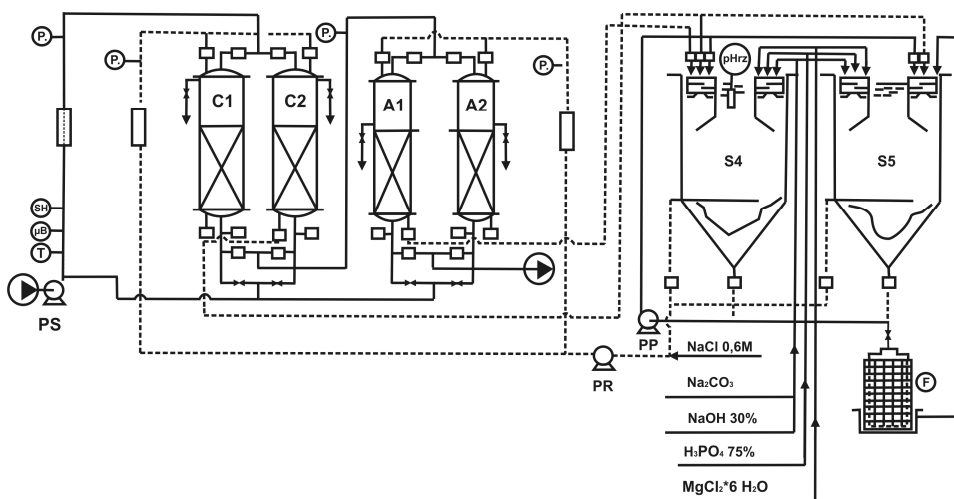 P.
P.
P.
P.
C1
C2
A1
A2
pHrz
S4
S5
SH
µB
T
PS
PP
PR
NaCl 0,6M
Na₂CO₃
NaOH 30%
H₃PO₄ 75%
MgCl₂*6 H₂O
F